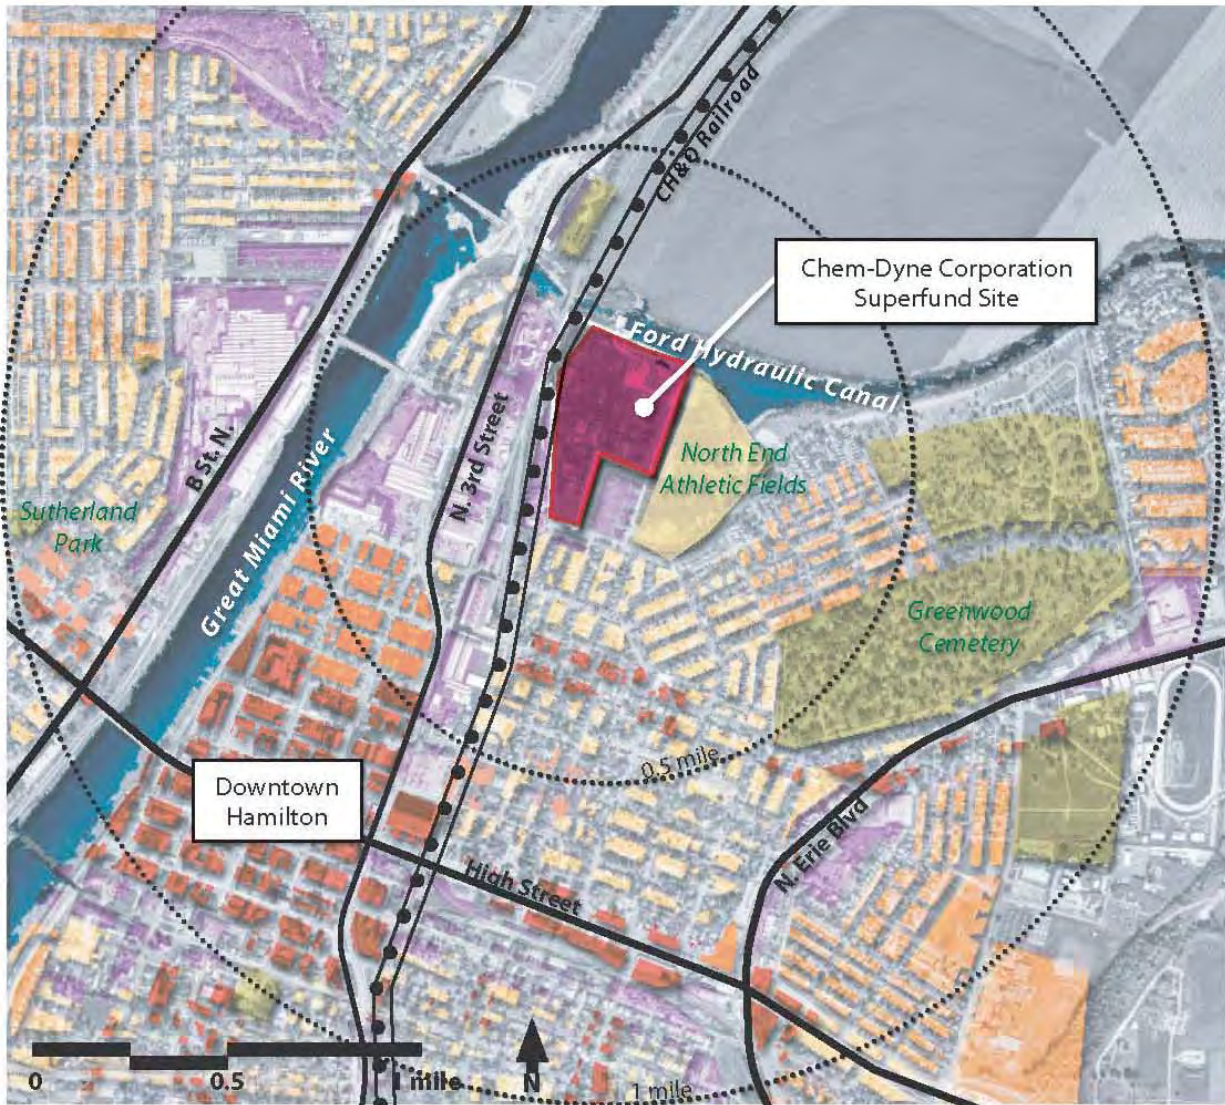 CH&O Railroad
Chem-Dyne Corporation
Superfund Site
Ford Hydraulic Canal
B St. N.
N. 3rd Street
North End
Athletic Fields
Sutherland
Park
Great Miami River
Greenwood
Cemetery
0.5 mile
Downtown
Hamilton
N. Erie Blvd
High Street
0
0.5
1 mile
N
1 mile